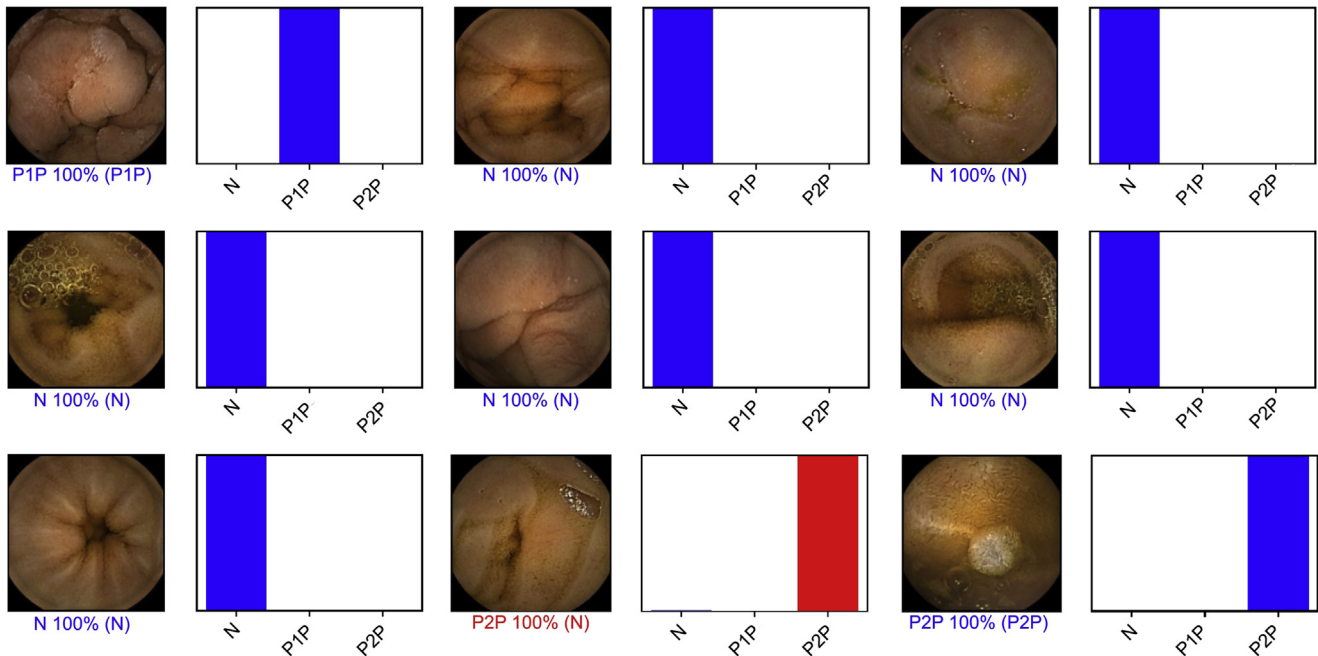 N P1P P2P N P1P P2P N P1P P2P
P1P 100% (P1P) N 100% (N) N 100% (N)
N P1P P2P N P1P P2P N P1P P2P
N 100% (N) N 100% (N) N 100% (N)
N P1P P2P N P1P P2P N P1P P2P
N 100% (N) P2P 100% (N) P2P 100% (P2P)